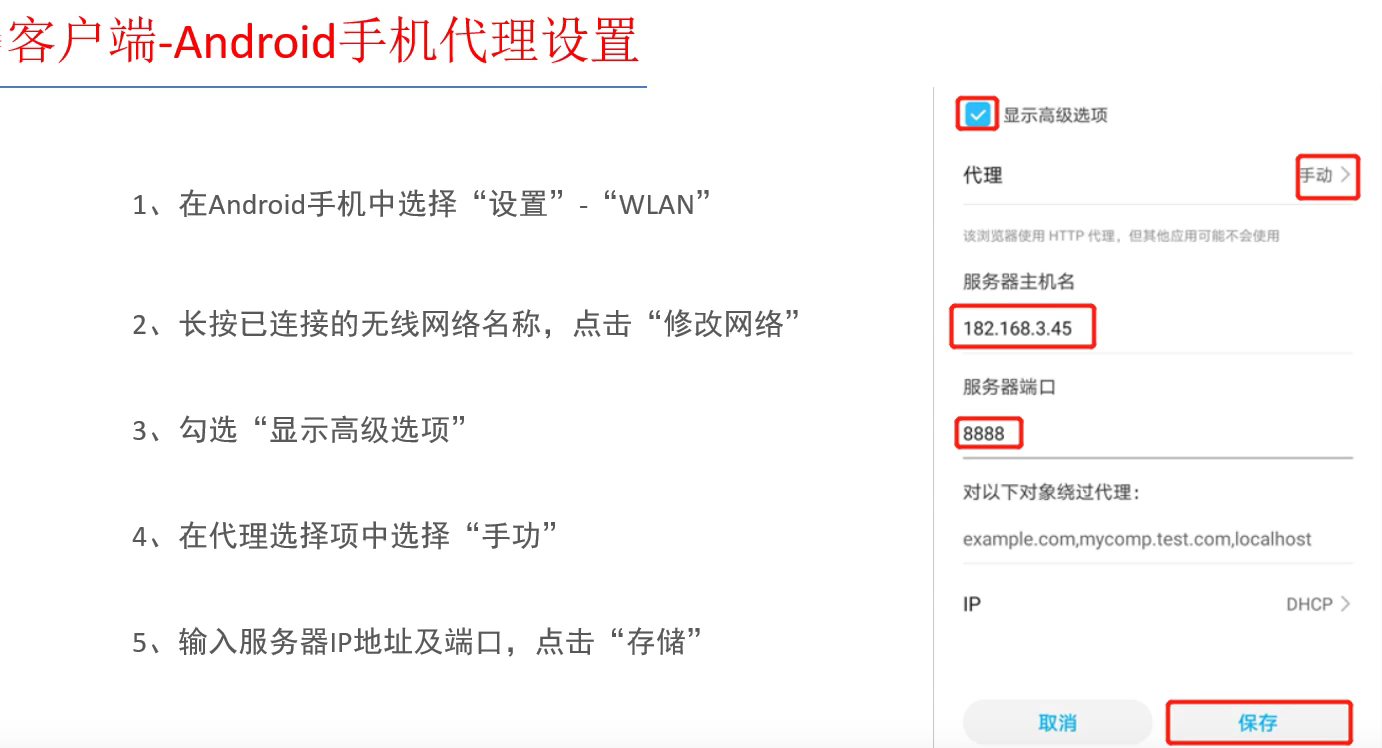 客户端-Android手机代理设置
1、在Android手机中选择“设置”-“WLAN”
2、长按已连接的无线网络名称，点击“修改网络”
3、勾选“显示高级选项”
4、在代理选择项中选择“手功”
5、输入服务器IP地址及端口，点击“存储”
显示高级选项
代理 手动
该浏览器使用 HTTP 代理，但其他应用可能不会使用
服务器主机名
182.168.3.45
服务器端口
8888
对以下对象绕过代理：
example.com,mycomp.test.com,localhost
IP DHCP
取消 保存